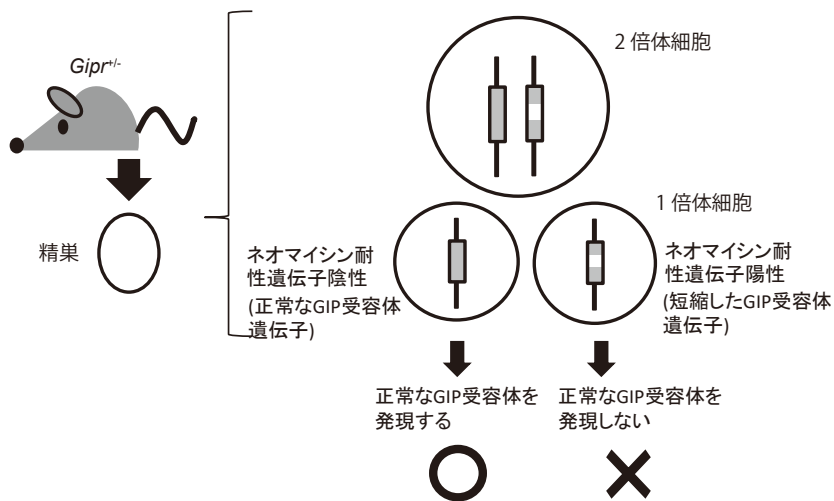 Gipr+/-
精巣
2 倍体細胞
1 倍体細胞
ネオマイシン耐
性遺伝子陰性
(正常なGIP受容体
遺伝子)
ネオマイシン耐
性遺伝子陽性
(短縮したGIP受容体
遺伝子)
正常なGIP受容体を
発現する
正常なGIP受容体を
発現しない